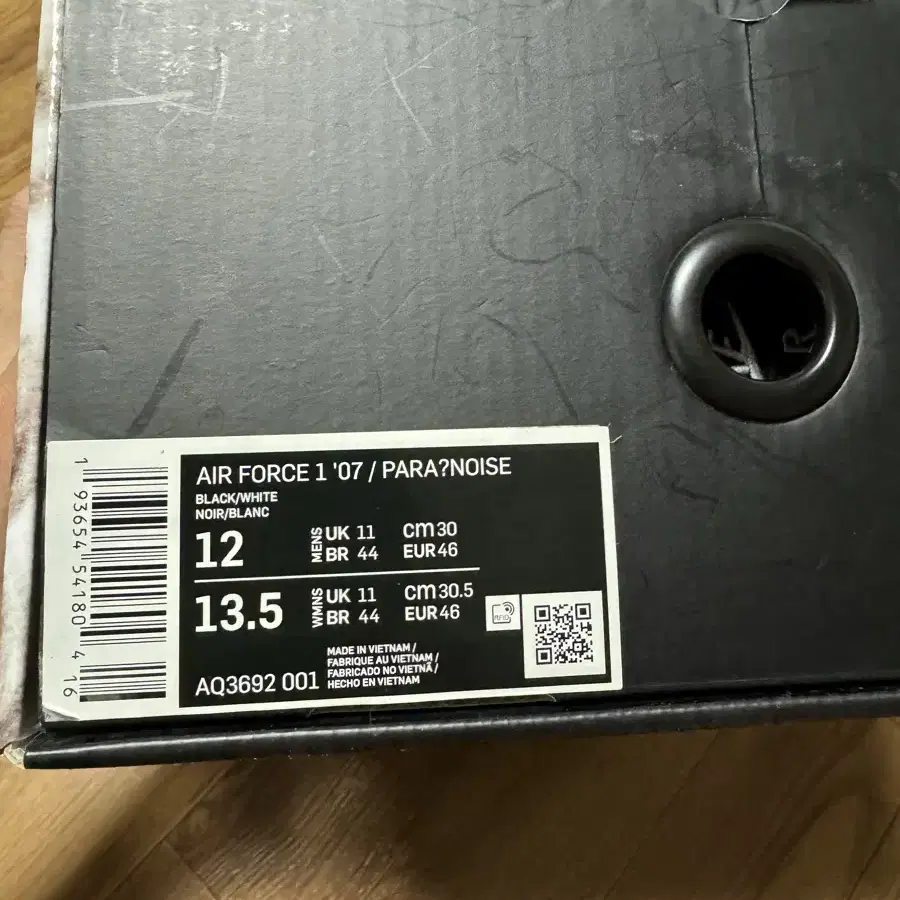 AIR FORCE 1 '07 / PARA?NOISE
BLACK/WHITE
NOIR/BLANC
12 MENS UK 11 CM 30
BR 44 EUR 46
13.5 WMNS UK 11 CM 30.5
BR 44 EUR 46
RFID
AQ3692 001
MADE IN VIETNAM /
FABRIQUE AU VIETNAM /
FABRICADO NO VIETNÃ /
HECHO EN VIETNAM
1 93654 54180 4 16
R